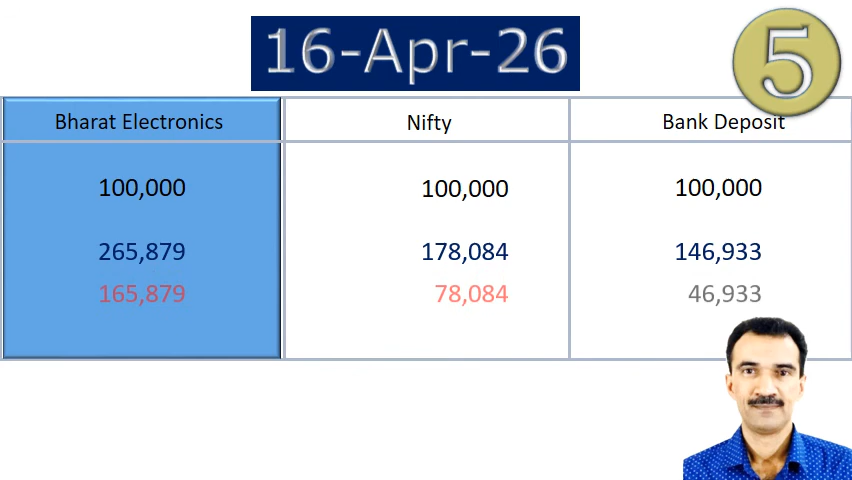 16-Apr-26
5
Bharat Electronics Nifty Bank Deposit
100,000 100,000 100,000
265,879 178,084 146,933
165,879 78,084 46,933